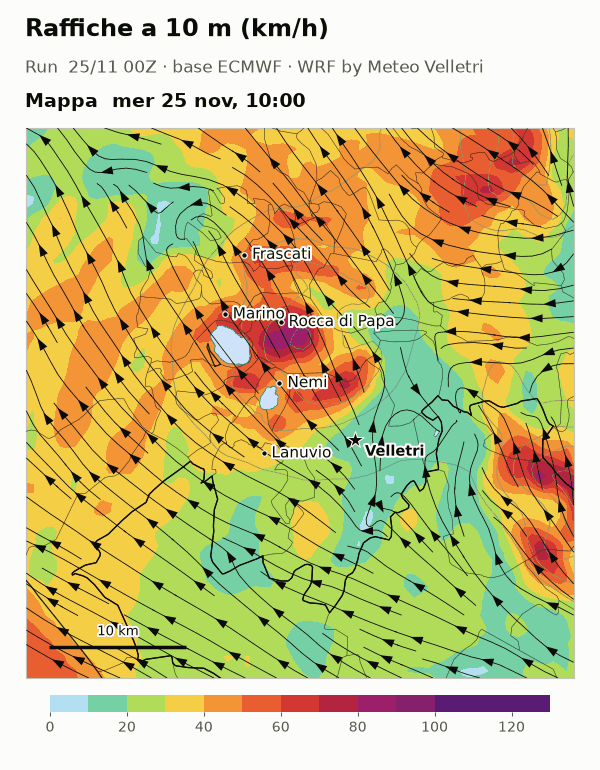 Raffiche a 10 m (km/h)
Run  25/11 00Z · base ECMWF · WRF by Meteo Velletri
Mappa  mer 25 nov, 10:00
Frascati
Marino
Rocca di Papa
Nemi
Velletri
Lanuvio
10 km
0 20 40 60 80 100 120